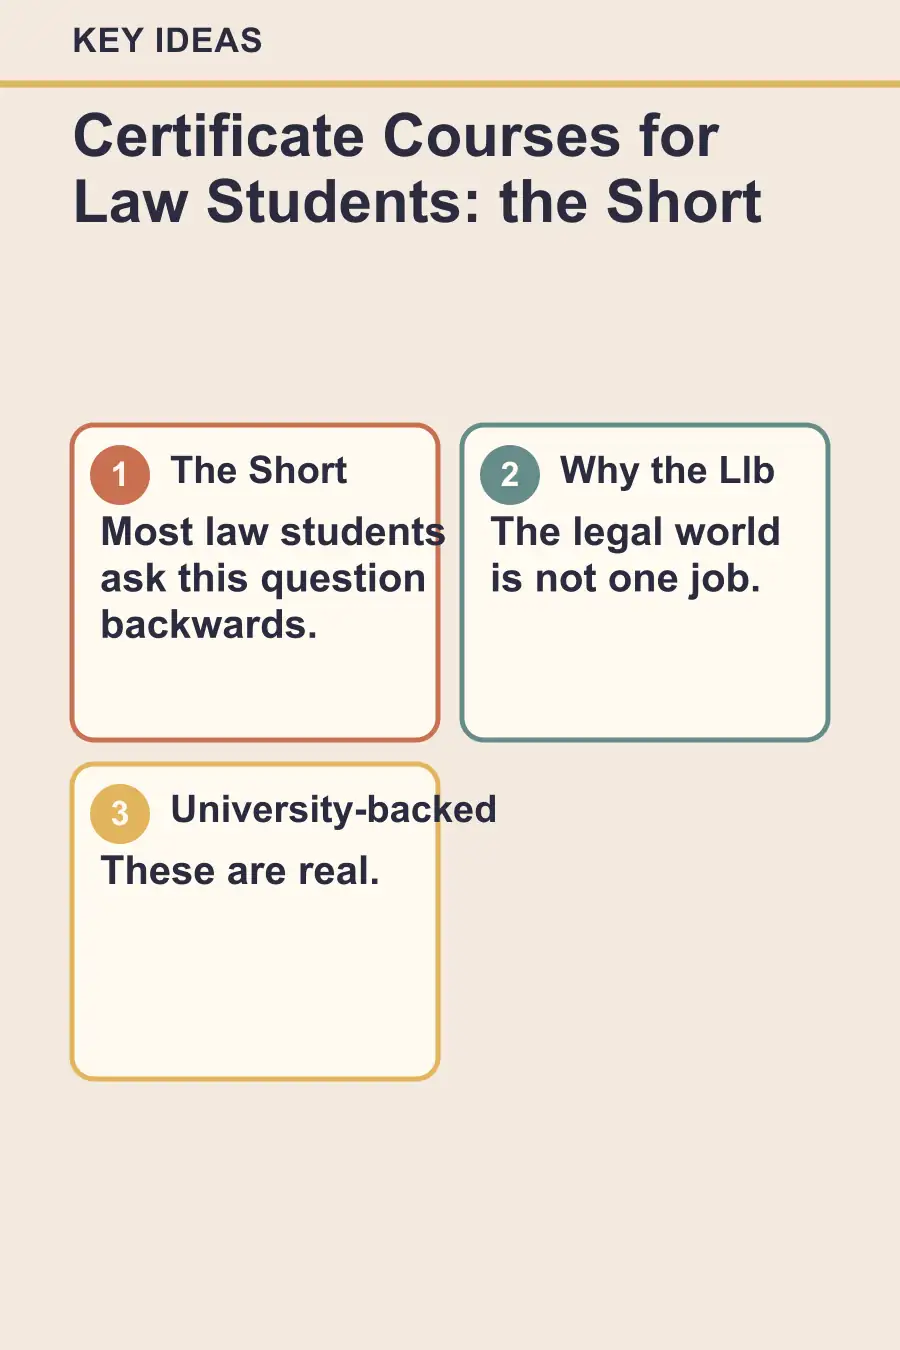 KEY IDEAS
Certificate Courses for
Law Students: the Short
1 The Short
Most law students
ask this question
backwards.
2 Why the Llb
The legal world
is not one job.
3 University-backed
These are real.